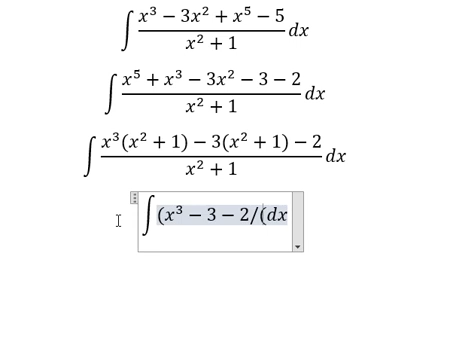 ∫ (x³ − 3x² + x⁵ − 5)/(x² + 1) dx
∫ (x⁵ + x³ − 3x² − 3 − 2)/(x² + 1) dx
∫ (x³(x² + 1) − 3(x² + 1) − 2)/(x² + 1) dx
∫ (x³ − 3 − 2/(dx